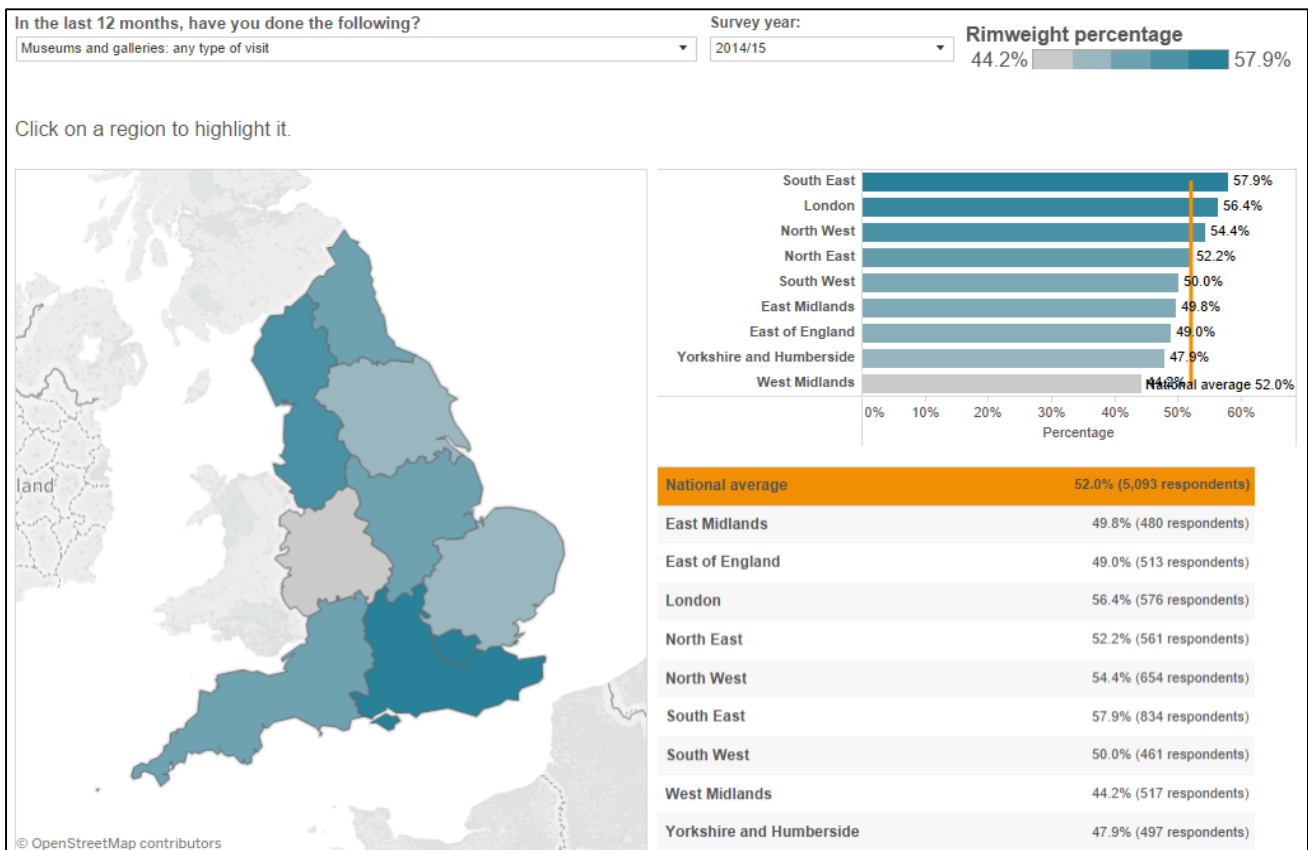 In the last 12 months, have you done the following?
Museums and galleries: any type of visit
Survey year:
2014/15
Rimweight percentage
44.2% 57.9%
Click on a region to highlight it.
land
© OpenStreetMap contributors
South East 57.9%
London 56.4%
North West 54.4%
North East 52.2%
South West 50.0%
East Midlands 49.8%
East of England 49.0%
Yorkshire and Humberside 47.9%
West Midlands 44.2% National average 52.0%
0% 10% 20% 30% 40% 50% 60%
Percentage
National average 52.0% (5,093 respondents)
East Midlands 49.8% (480 respondents)
East of England 49.0% (513 respondents)
London 56.4% (576 respondents)
North East 52.2% (561 respondents)
North West 54.4% (654 respondents)
South East 57.9% (834 respondents)
South West 50.0% (461 respondents)
West Midlands 44.2% (517 respondents)
Yorkshire and Humberside 47.9% (497 respondents)